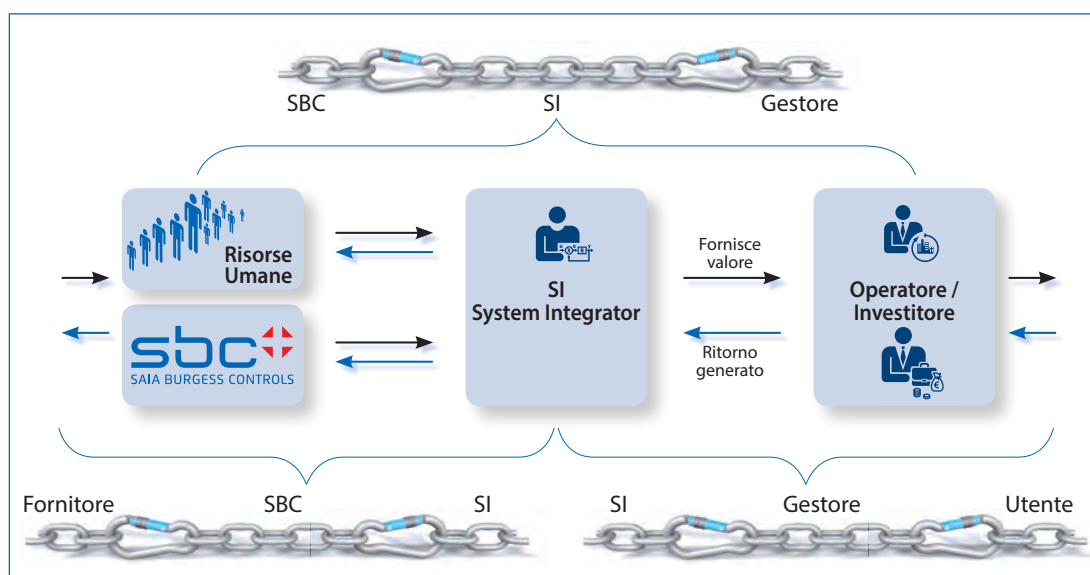 SBC SI Gestore
Risorse
Umane
sbc
SAIA BURGESS CONTROLS
SI
System Integrator
Fornisce
valore
Ritorno
generato
Operatore /
Investitore
Fornitore SBC SI
SI Gestore Utente